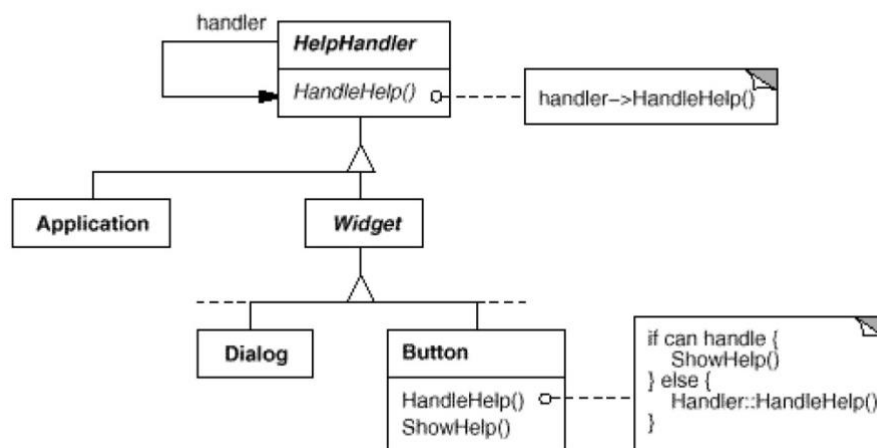 handler
HelpHandler
HandleHelp()
handler->HandleHelp()
Application
Widget
Dialog
Button
HandleHelp()
ShowHelp()
if can handle {
ShowHelp()
} else {
Handler::HandleHelp()
}